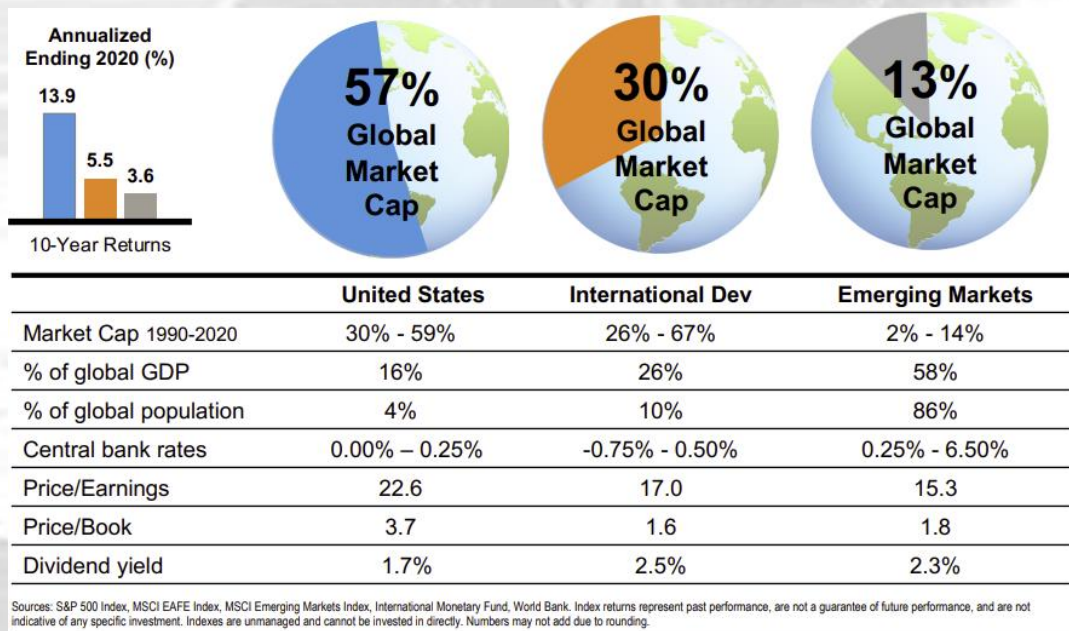 Annualized
Ending 2020 (%)
13.9
5.5
3.6
10-Year Returns
57%
Global
Market
Cap
30%
Global
Market
Cap
13%
Global
Market
Cap
United States International Dev Emerging Markets
Market Cap 1990-2020 30% - 59% 26% - 67% 2% - 14%
% of global GDP 16% 26% 58%
% of global population 4% 10% 86%
Central bank rates 0.00% – 0.25% -0.75% - 0.50% 0.25% - 6.50%
Price/Earnings 22.6 17.0 15.3
Price/Book 3.7 1.6 1.8
Dividend yield 1.7% 2.5% 2.3%
Sources: S&P 500 Index, MSCI EAFE Index, MSCI Emerging Markets Index, International Monetary Fund, World Bank. Index returns represent past performance, are not a guarantee of future performance, and are not
indicative of any specific investment. Indexes are unmanaged and cannot be invested in directly. Numbers may not add due to rounding.